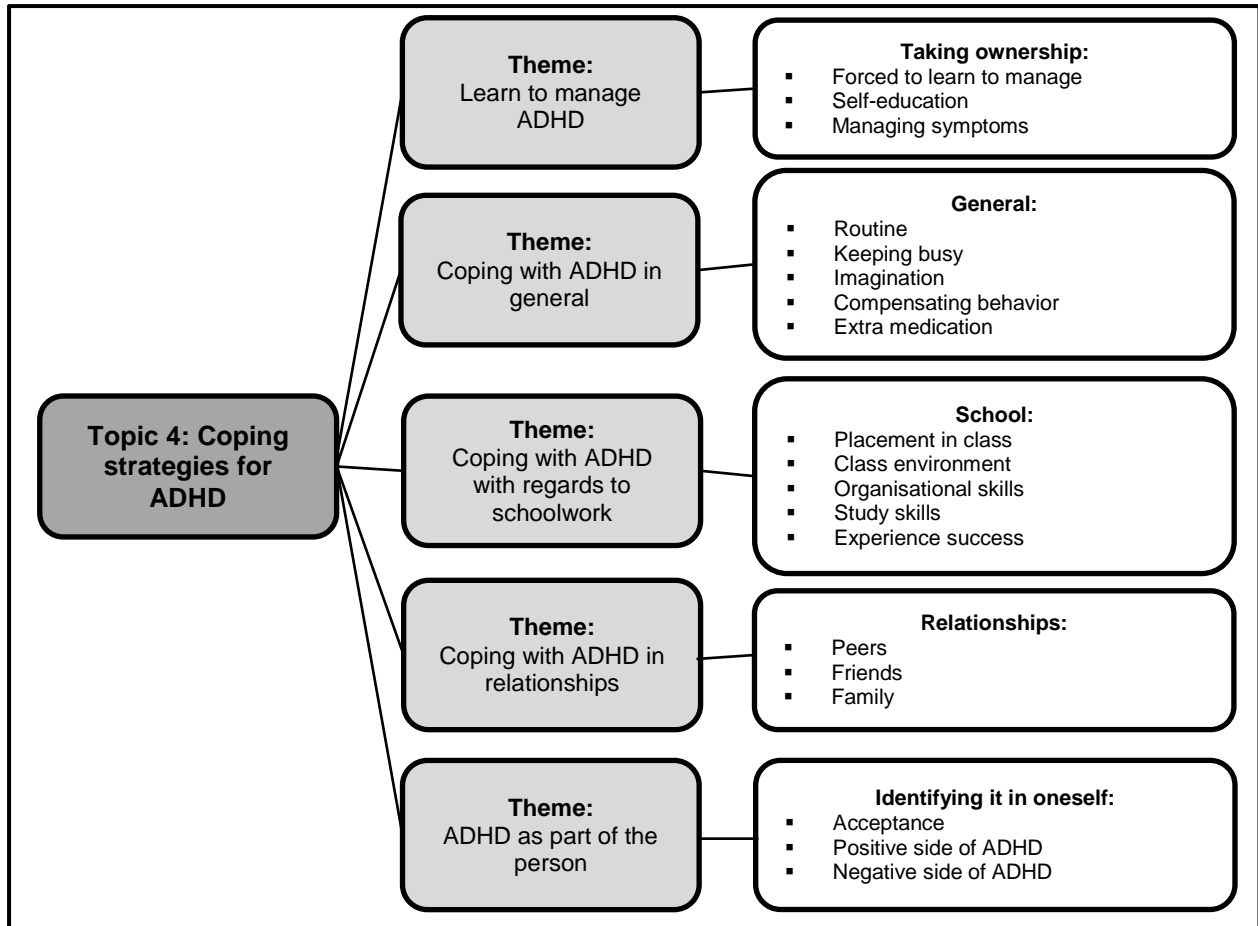 Topic 4: Coping
strategies for
ADHD
Theme:
Learn to manage
ADHD
Taking ownership:
▪ Forced to learn to manage
▪ Self-education
▪ Managing symptoms
Theme:
Coping with ADHD in
general
General:
▪ Routine
▪ Keeping busy
▪ Imagination
▪ Compensating behavior
▪ Extra medication
Theme:
Coping with ADHD
with regards to
schoolwork
School:
▪ Placement in class
▪ Class environment
▪ Organisational skills
▪ Study skills
▪ Experience success
Theme:
Coping with ADHD in
relationships
Relationships:
▪ Peers
▪ Friends
▪ Family
Theme:
ADHD as part of the
person
Identifying it in oneself:
▪ Acceptance
▪ Positive side of ADHD
▪ Negative side of ADHD